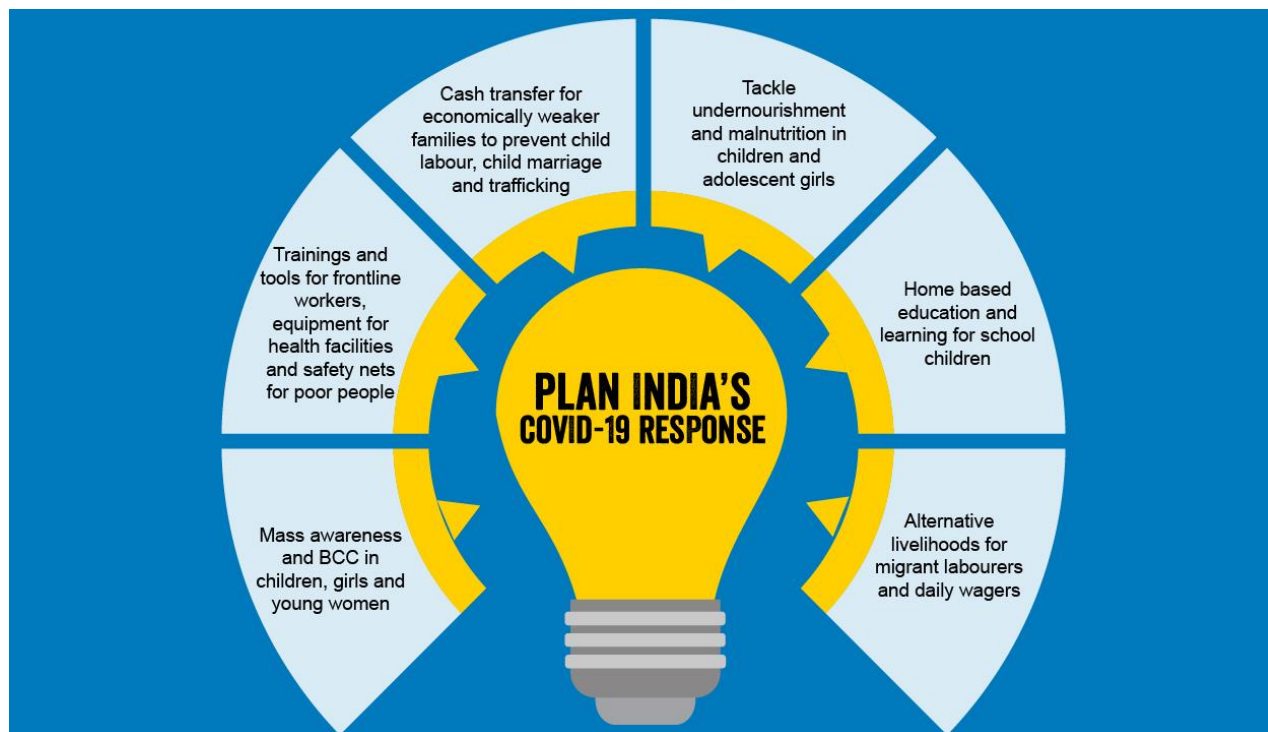 Cash transfer for
economically weaker
families to prevent child
labour, child marriage
and trafficking
Tackle
undernourishment
and malnutrition in
children and
adolescent girls
Trainings and
tools for frontline
workers,
equipment for
health facilities
and safety nets
for poor people
Home based
education and
learning for school
children
PLAN INDIA'S
COVID-19 RESPONSE
Mass awareness
and BCC in
children, girls and
young women
Alternative
livelihoods for
migrant labourers
and daily wagers